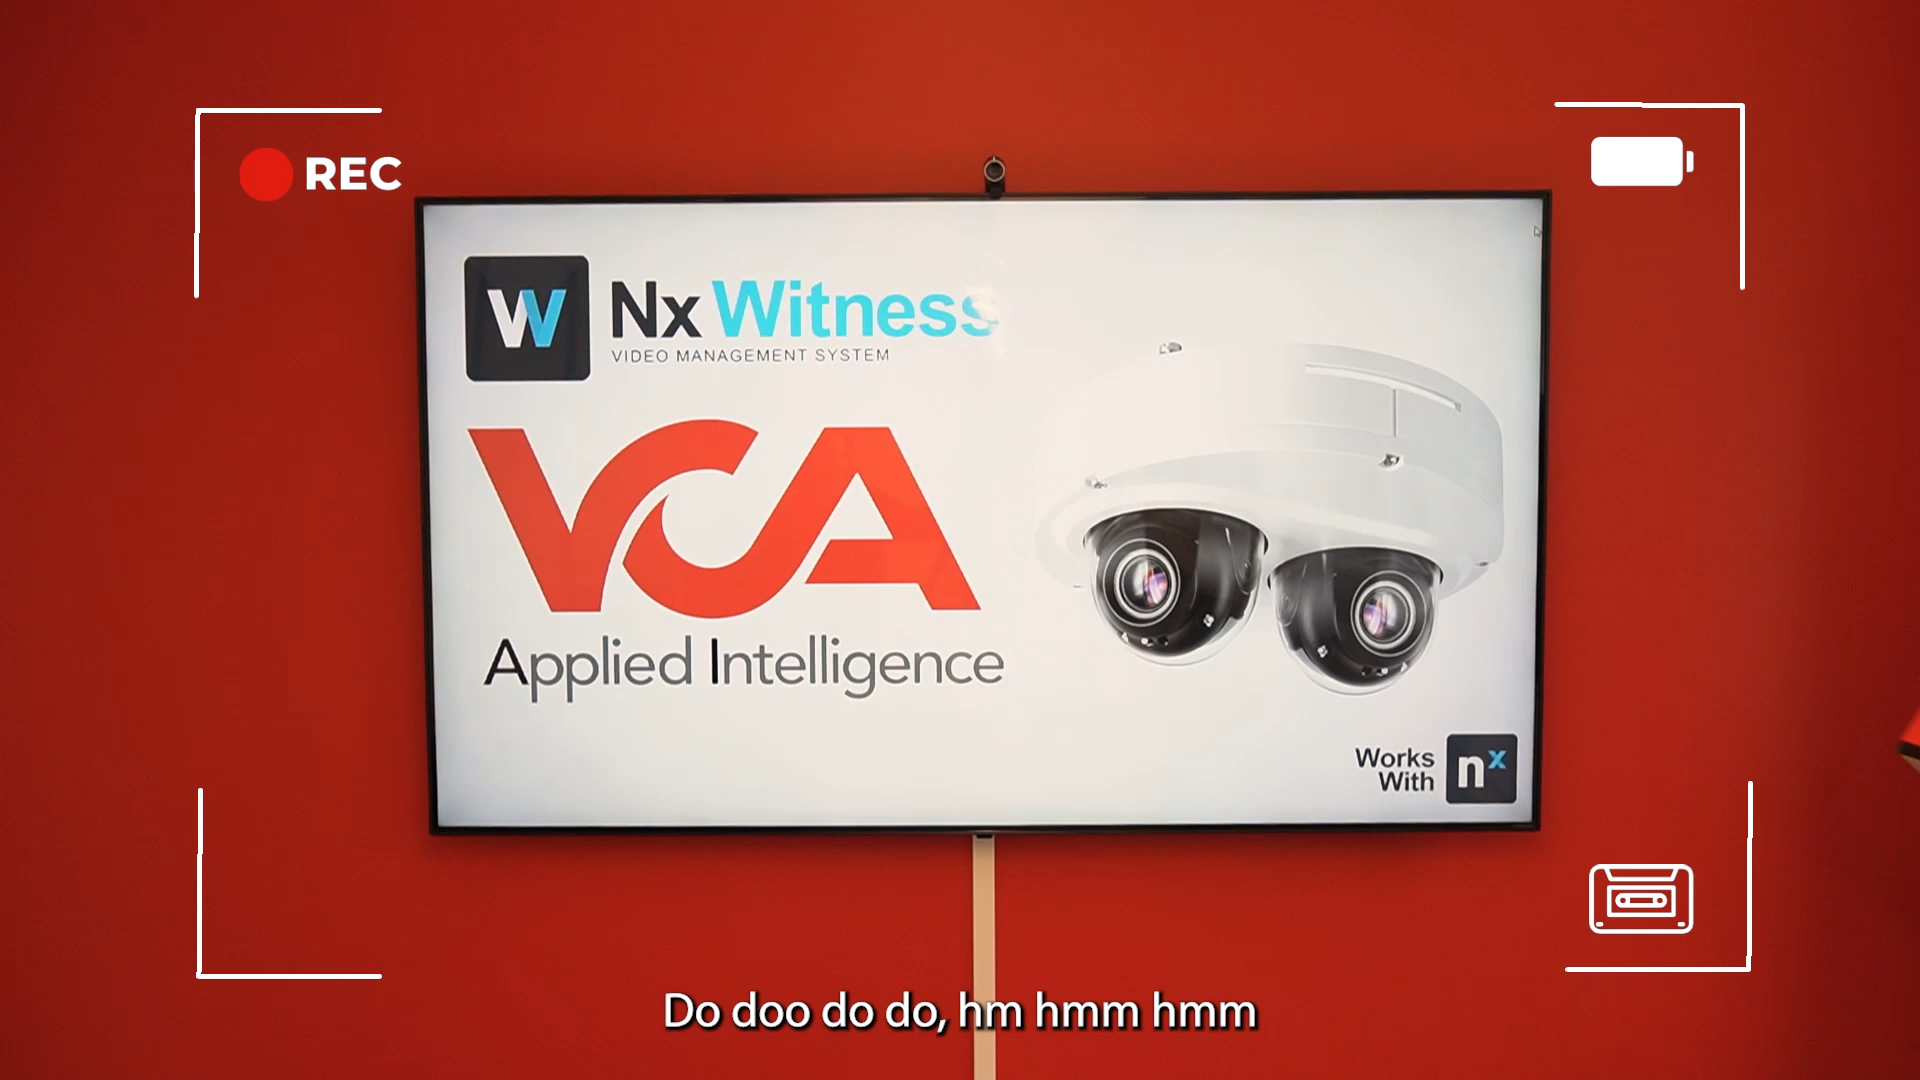 REC
W
Nx Witness
VIDEO MANAGEMENT SYSTEM
VCA
Applied Intelligence
Works
With
nx
Do doo do do, hm hmm hmm